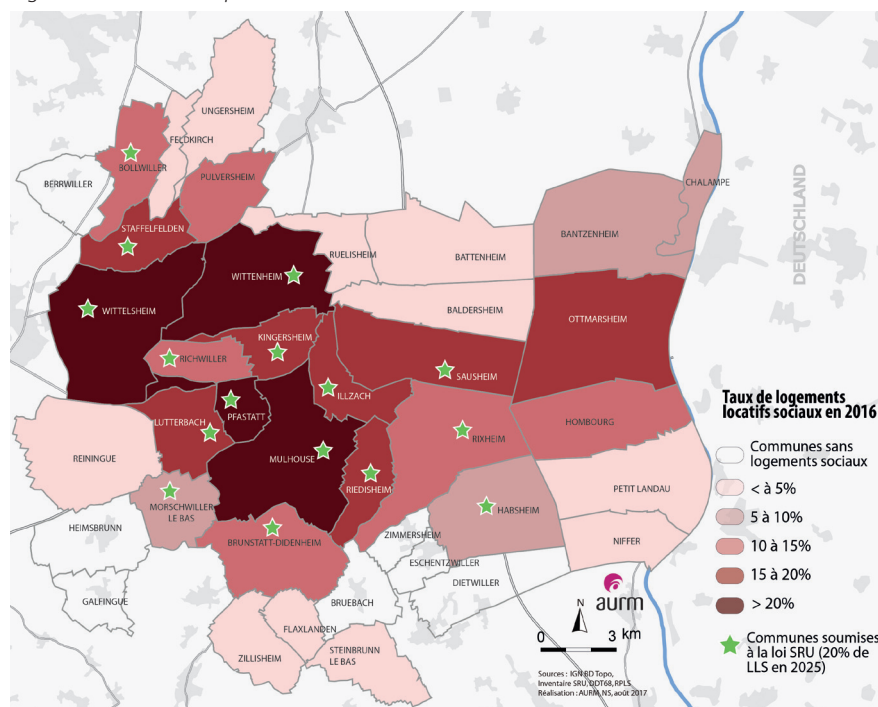 UNGERSHEIM
FELDKIRCH
BOLLWILLER
BERRWILLER
PULVERSHEIM
CHALAMPE
STAFFELFELDEN
BANTZENHEIM
DEUTSCHLAND
RUELISHEIM
BATTENHEIM
WITTENHEIM
WITTELSHEIM
BALDERSHEIM
OTTMARSHEIM
KINGERSHEIM
RICHWILLER
SAUSHEIM
ILLZACH
PFASTATT
LUTTERBACH
HOMBOURG
RIXHEIM
REININGUE
MULHOUSE
RIEDISHEIM
PETIT LANDAU
MORSCHWILLER
LE BAS
HABSHEIM
HEIMSBRUNN
BRUNSTATT-DIDENHEIM
ZIMMERSHEIM
NIFFER
ESCHENTZWILLER
DIETWILLER
GALFINGUE
BRUEBACH
FLAXLANDEN
ZILLISHEIM
STEINBRUNN
LE BAS
Taux de logements
locatifs sociaux en 2016
Communes sans
logements sociaux
< à 5%
5 à 10%
10 à 15%
15 à 20%
> 20%
Communes soumises
à la loi SRU (20% de
LLS en 2025)
aurm
N
0 3 km
Sources : IGN BD Topo,
Inventaire SRU, DDT68, RPLS
Réalisation : AURM, NS, août 2017